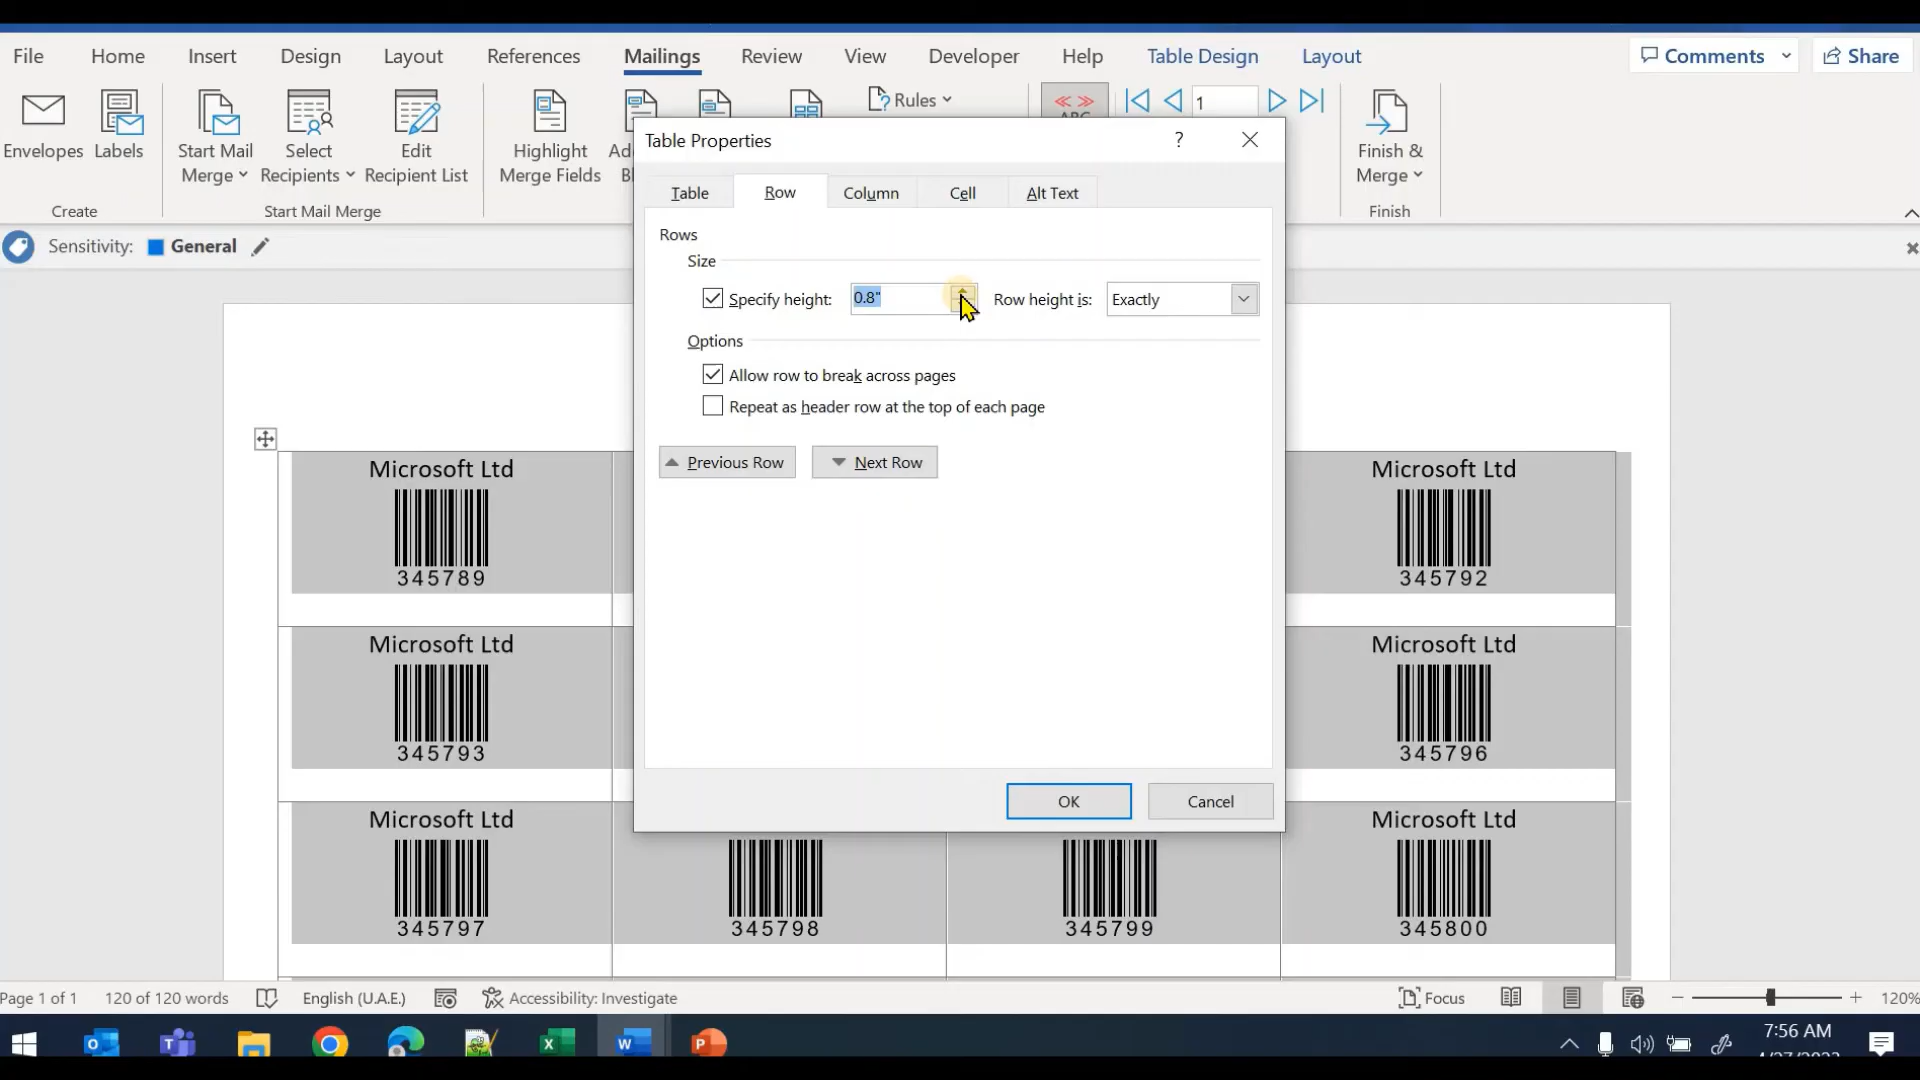 File Home Insert Design Layout References Mailings Review View Developer Help Table Design Layout Comments Share
Rules
ABC
1
Envelopes Labels Start Mail Merge Select Recipients Edit Recipient List Highlight Merge Fields Finish & Merge
Create Start Mail Merge Finish
Sensitivity: General
Table Properties
?
Table Row Column Cell Alt Text
Rows
Size
Specify height: 0.8" Row height is: Exactly
Options
Allow row to break across pages
Repeat as header row at the top of each page
Previous Row Next Row
OK Cancel
Microsoft Ltd Microsoft Ltd
345789 345792
Microsoft Ltd Microsoft Ltd
345793 345796
Microsoft Ltd Microsoft Ltd
345797 345798 345799 345800
Page 1 of 1 120 of 120 words English (U.A.E.) Accessibility: Investigate Focus 120%
7:56 AM